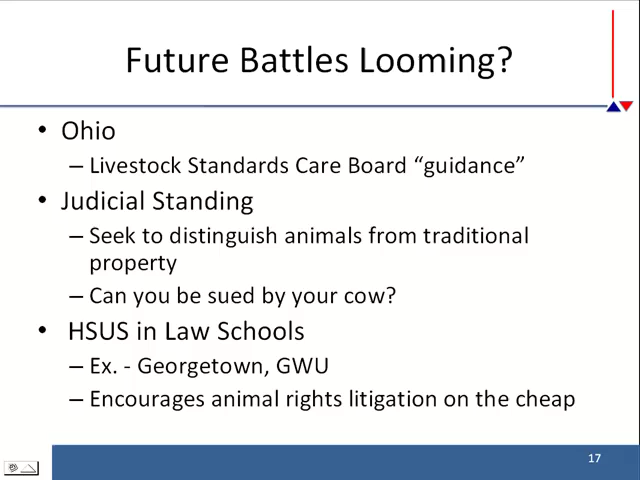 Future Battles Looming?
• Ohio
– Livestock Standards Care Board “guidance”
• Judicial Standing
– Seek to distinguish animals from traditional
property
– Can you be sued by your cow?
• HSUS in Law Schools
– Ex. - Georgetown, GWU
– Encourages animal rights litigation on the cheap
17